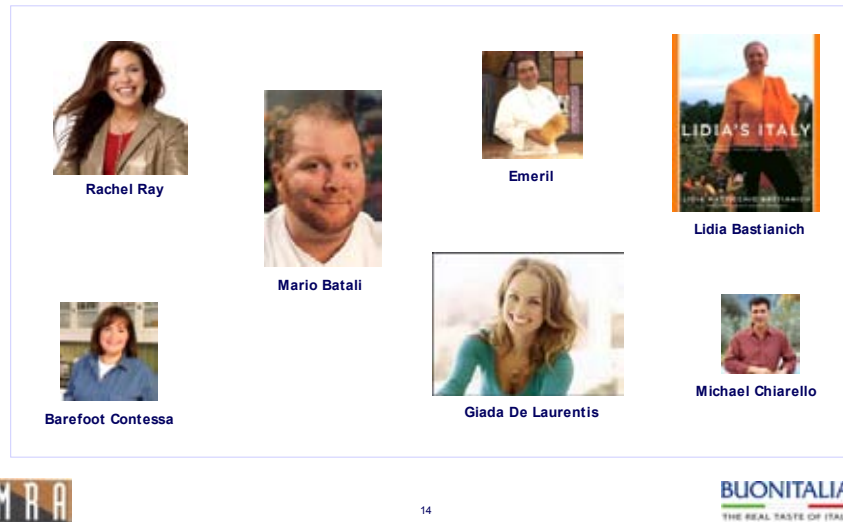 Rachel Ray
Mario Batali
Emeril
LIDIA'S ITALY
Lidia Bastianich
Barefoot Contessa
Giada De Laurentis
Michael Chiarello
MRA
14
BUONITALIA
THE REAL TASTE OF ITAL